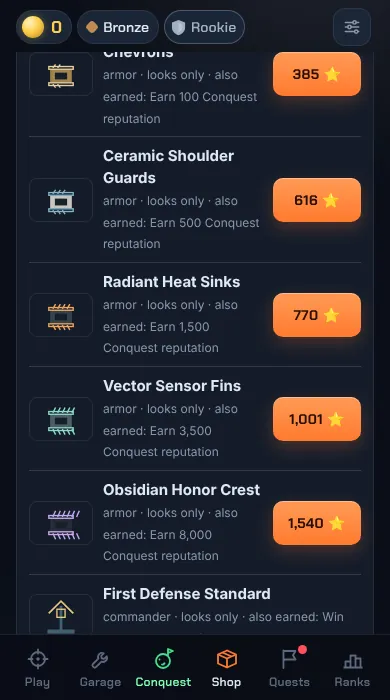 0
Bronze
Rookie
Chevrons
armor · looks only · also
earned: Earn 100 Conquest
reputation
385 ⭐
Ceramic Shoulder
Guards
armor · looks only · also
earned: Earn 500 Conquest
reputation
616 ⭐
Radiant Heat Sinks
armor · looks only · also
earned: Earn 1,500
Conquest reputation
770 ⭐
Vector Sensor Fins
armor · looks only · also
earned: Earn 3,500
Conquest reputation
1,001 ⭐
Obsidian Honor Crest
armor · looks only · also
earned: Earn 8,000
Conquest reputation
1,540 ⭐
First Defense Standard
commander · looks only · also earned: Win
Play
Garage
Conquest
Shop
Quests
Ranks